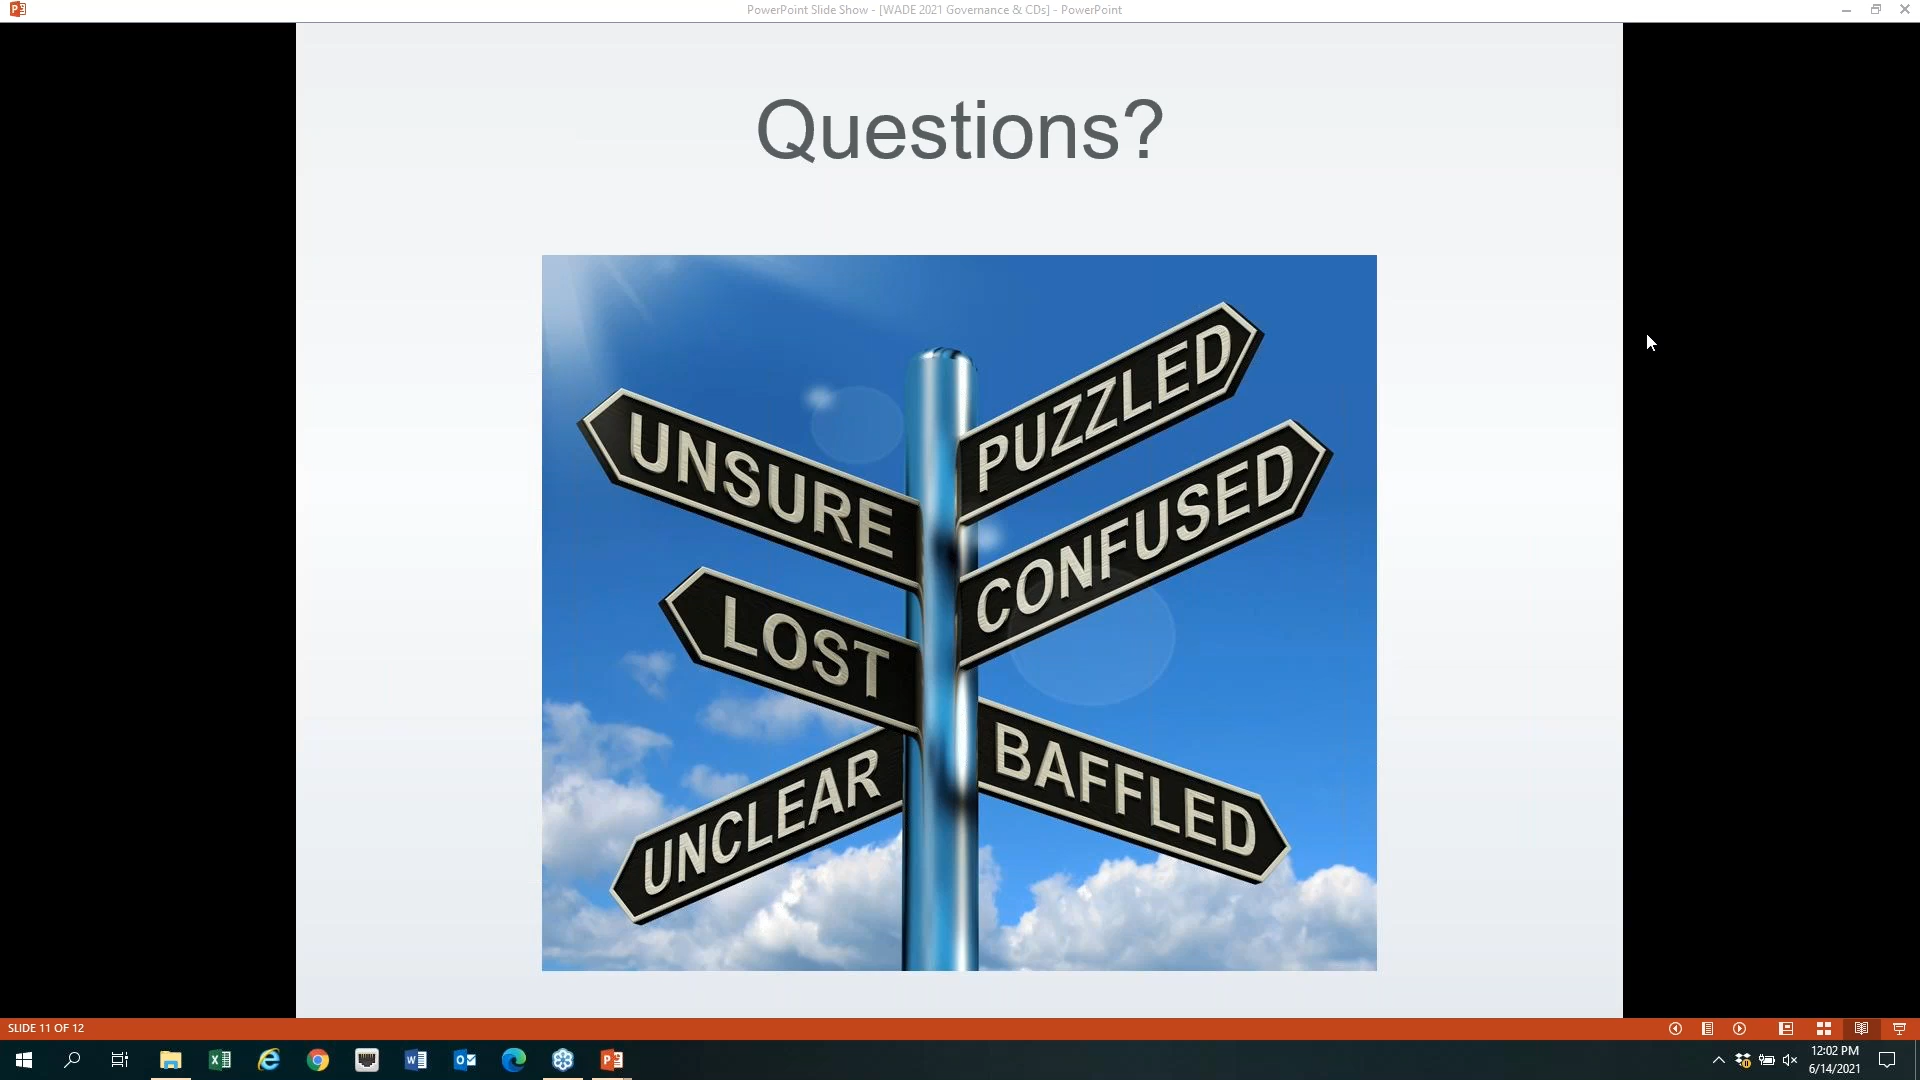 PowerPoint Slide Show - [WADE 2021 Governance & CDs] - PowerPoint
Questions?
PUZZLED
UNSURE
CONFUSED
LOST
BAFFLED
UNCLEAR
SLIDE 11 OF 12
12:02 PM
6/14/2021